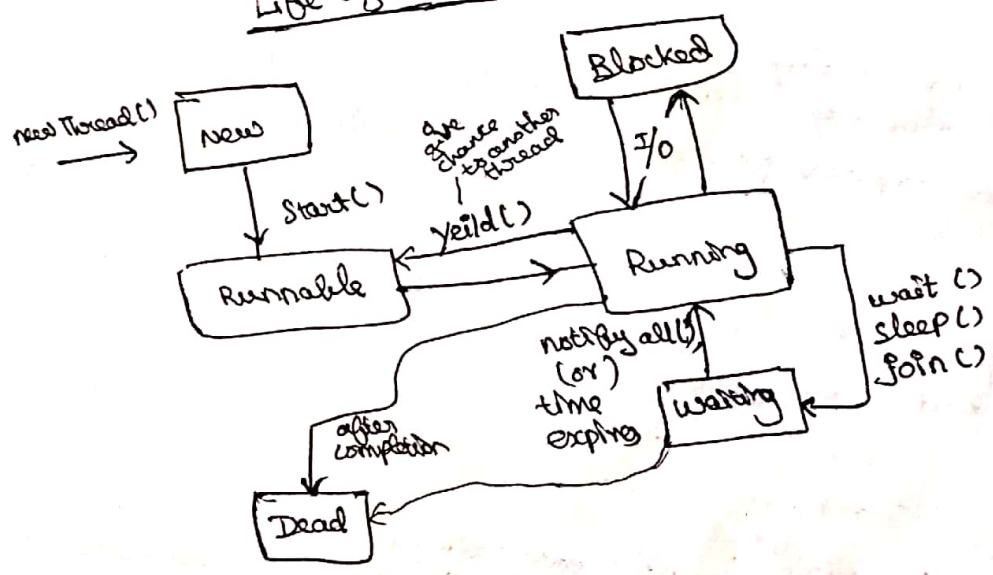 Life
new Thread()
New
Start()
Blocked
I/O
give
chance
to another
thread
Yeild()
Runnable
Running
wait ()
sleep()
join()
notify all()
(or)
time
expires
waiting
after
completion
Dead